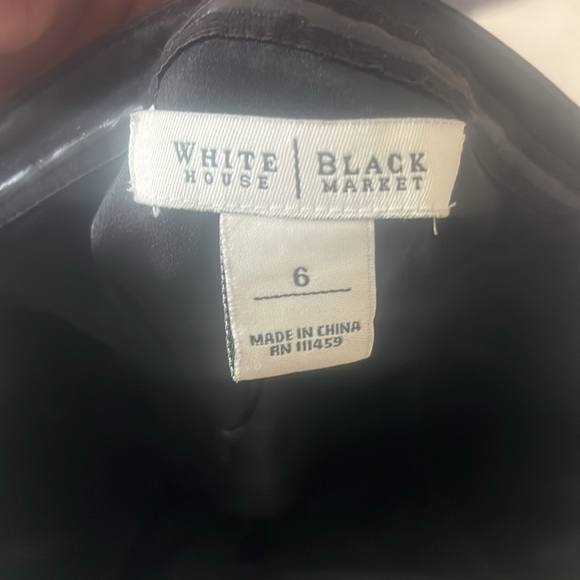 WHITE HOUSE | BLACK MARKET
6
MADE IN CHINA
RN 111459